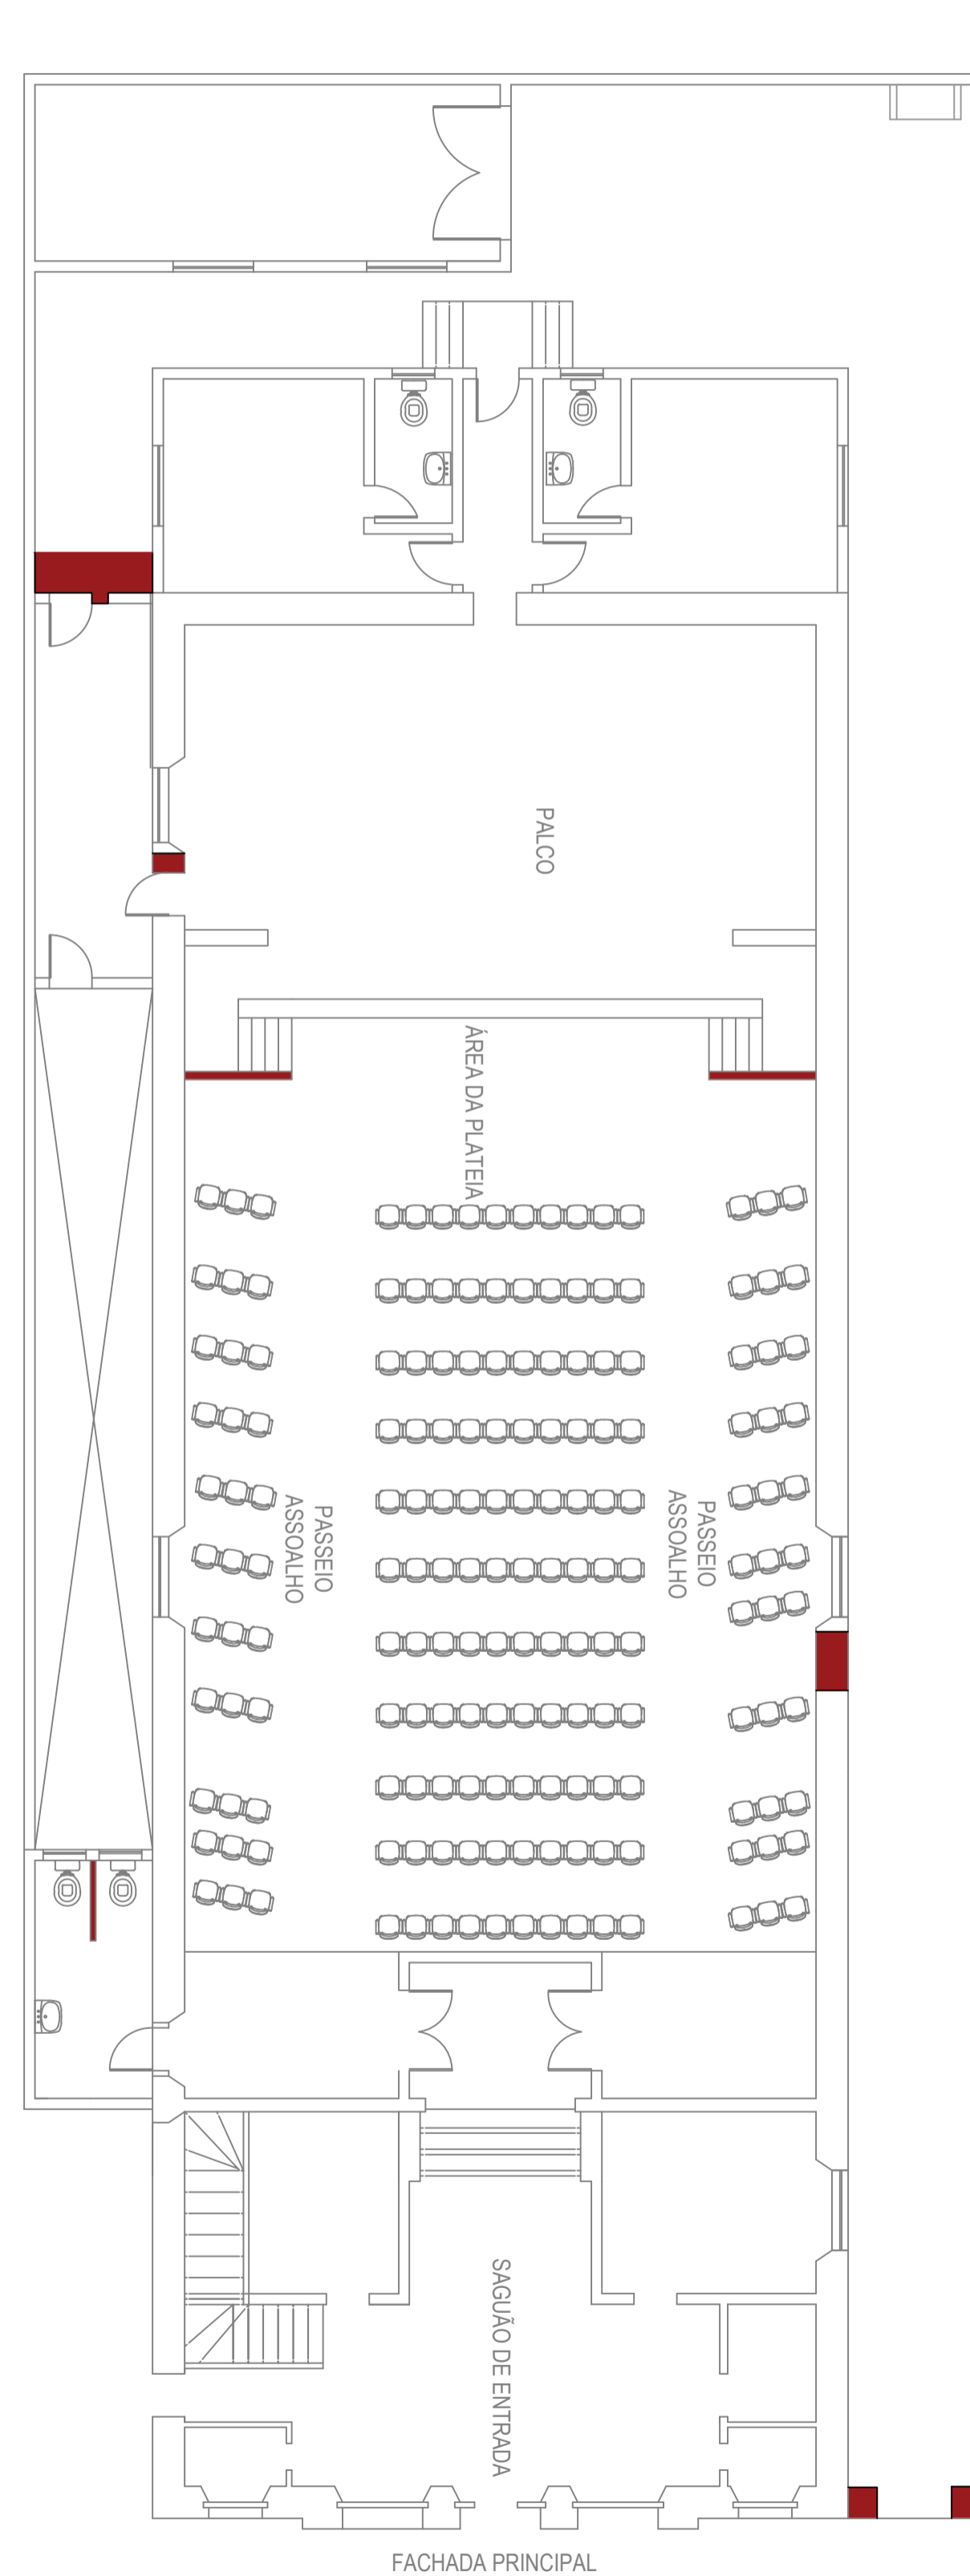 PALCO
ÁREA DA PLATEIA
PASSEIO
ASSOALHO
PASSEIO
ASSOALHO
SAGUÃO DE ENTRADA
FACHADA PRINCIPAL